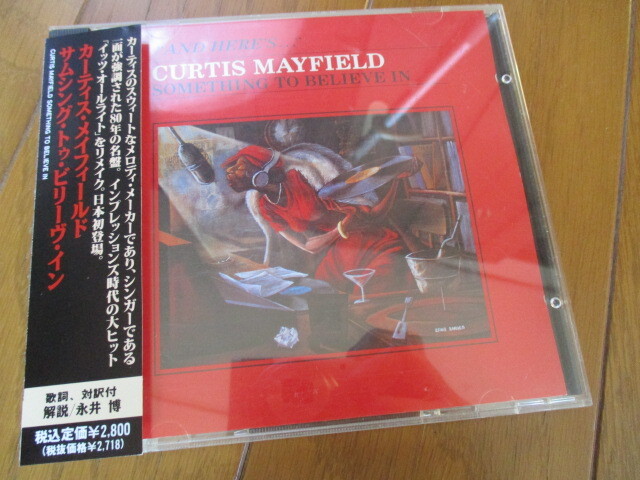 カーティスのスウィートなメロディ・メーカーであり、シンガーである
一面が強調された80年の名盤。インプレッションズ時代の大ヒット
「イッツ・オールライト」をリメイク。日本初登場。
カーティス・メイフィールド
サムシング・トゥ・ビリーヴ・イン
CURTIS MAYFIELD SOMETHING TO BELIEVE IN
歌詞、対訳付
解説/永井 博
税込定価¥2,800
(税抜価格¥2,718)
AND HERE'S...
CURTIS MAYFIELD
SOMETHING TO BELIEVE IN